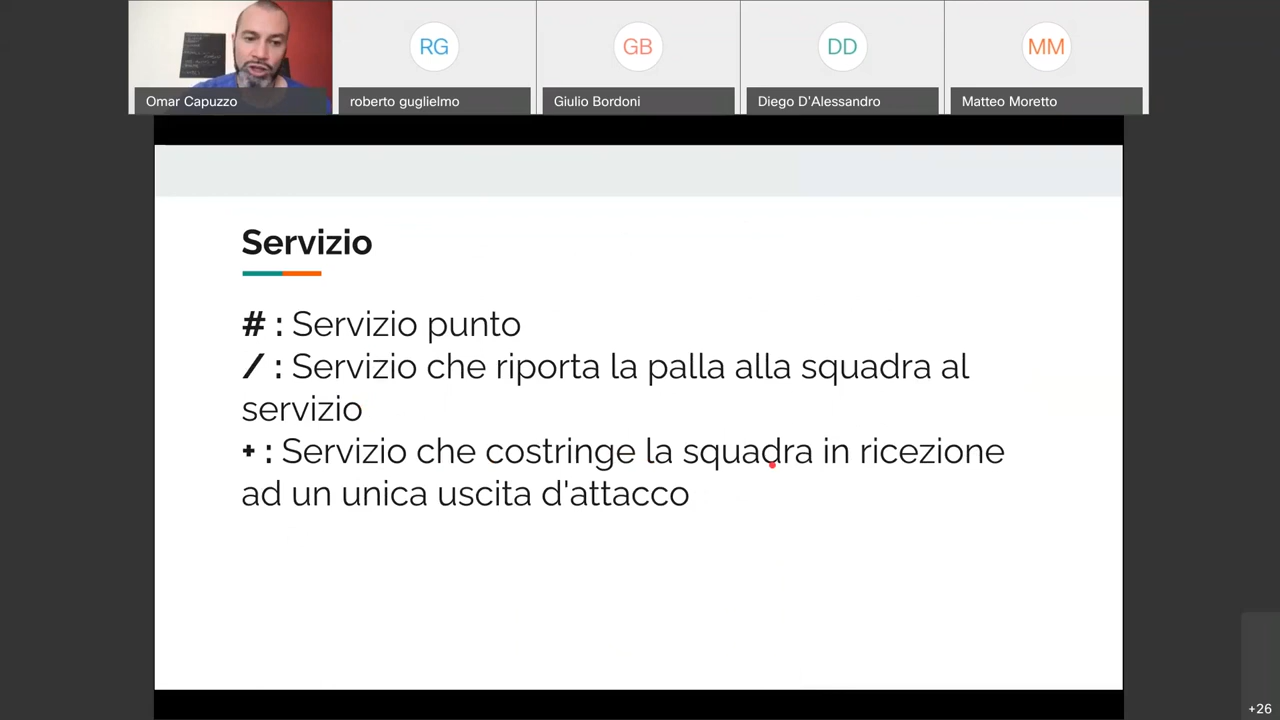 RG
GB
DD
MM
Omar Capuzzo
roberto guglielmo
Giulio Bordoni
Diego D'Alessandro
Matteo Moretto
Servizio
# : Servizio punto
/ : Servizio che riporta la palla alla squadra al
servizio
+ : Servizio che costringe la squadra in ricezione
ad un unica uscita d'attacco
+26